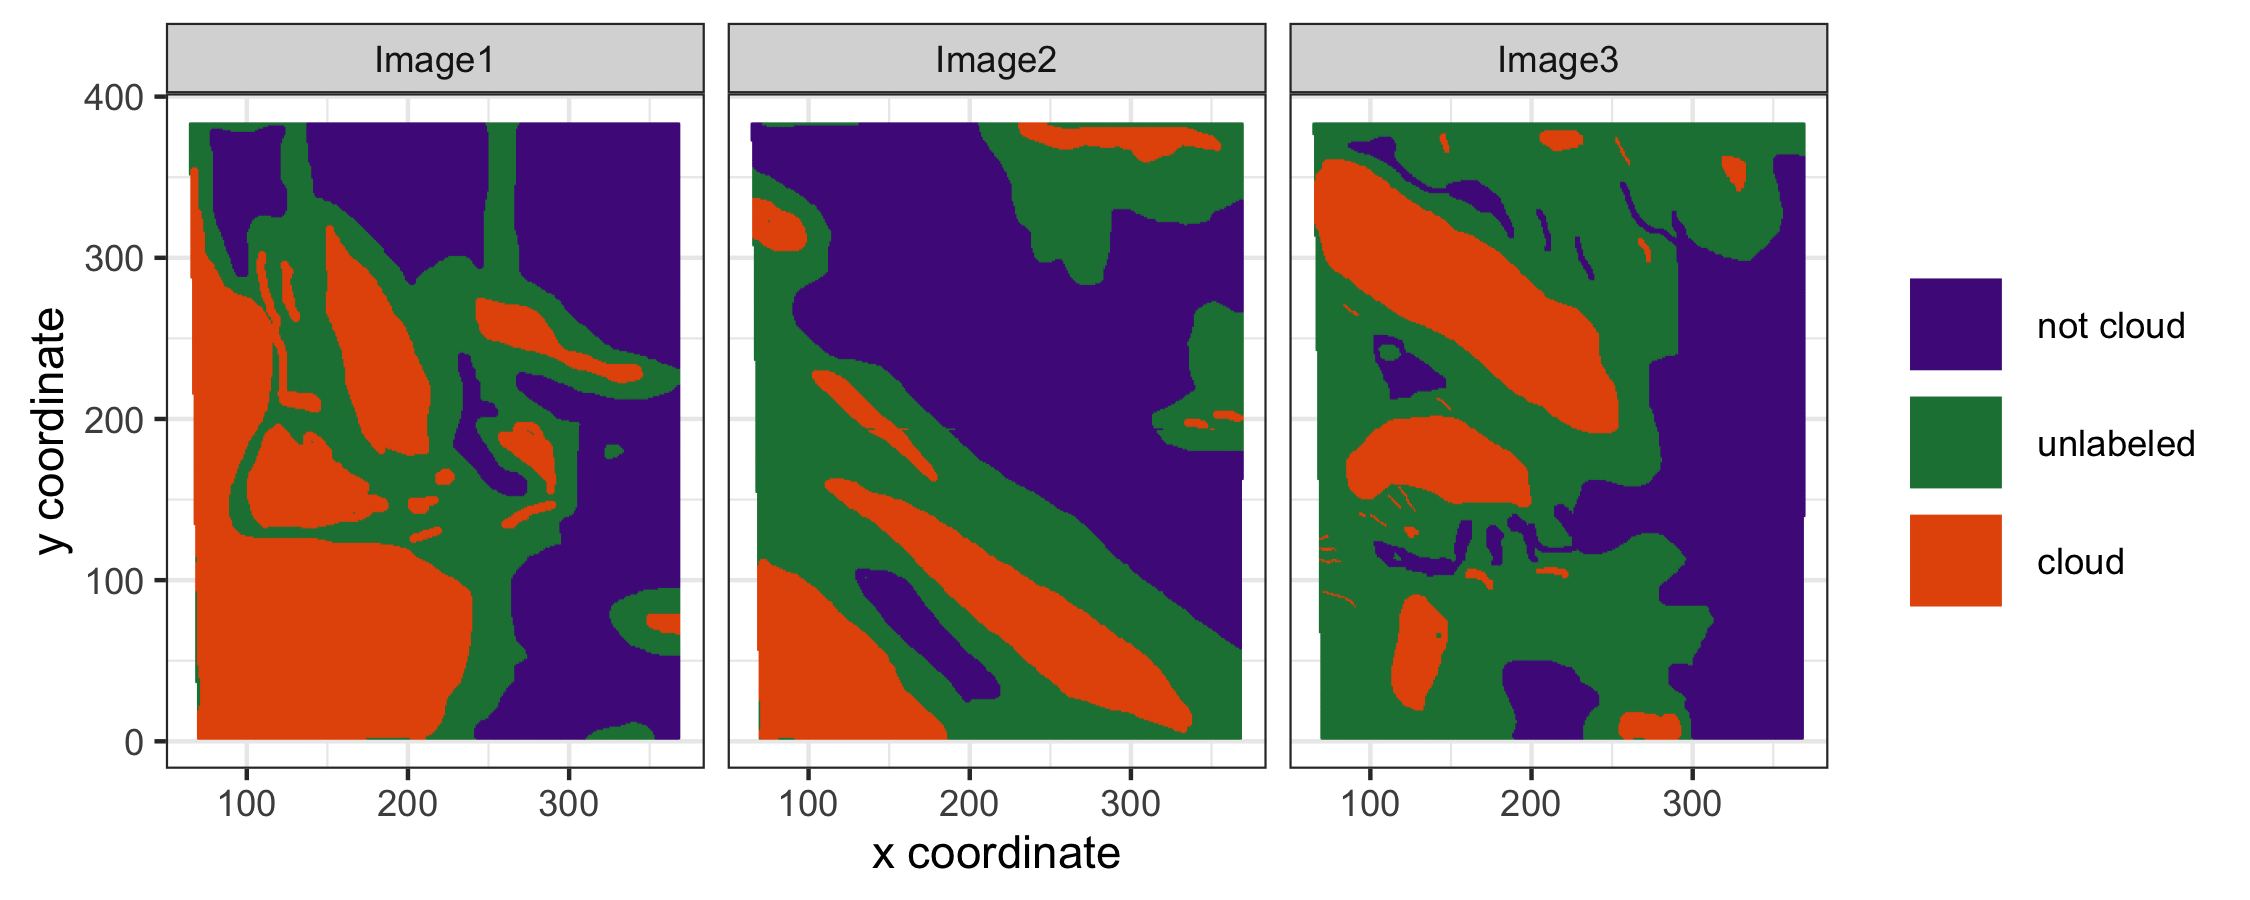 Image1 Image2 Image3
400
300
200
100
0
y coordinate
100 200 300 100 200 300 100 200 300
x coordinate
not cloud
unlabeled
cloud